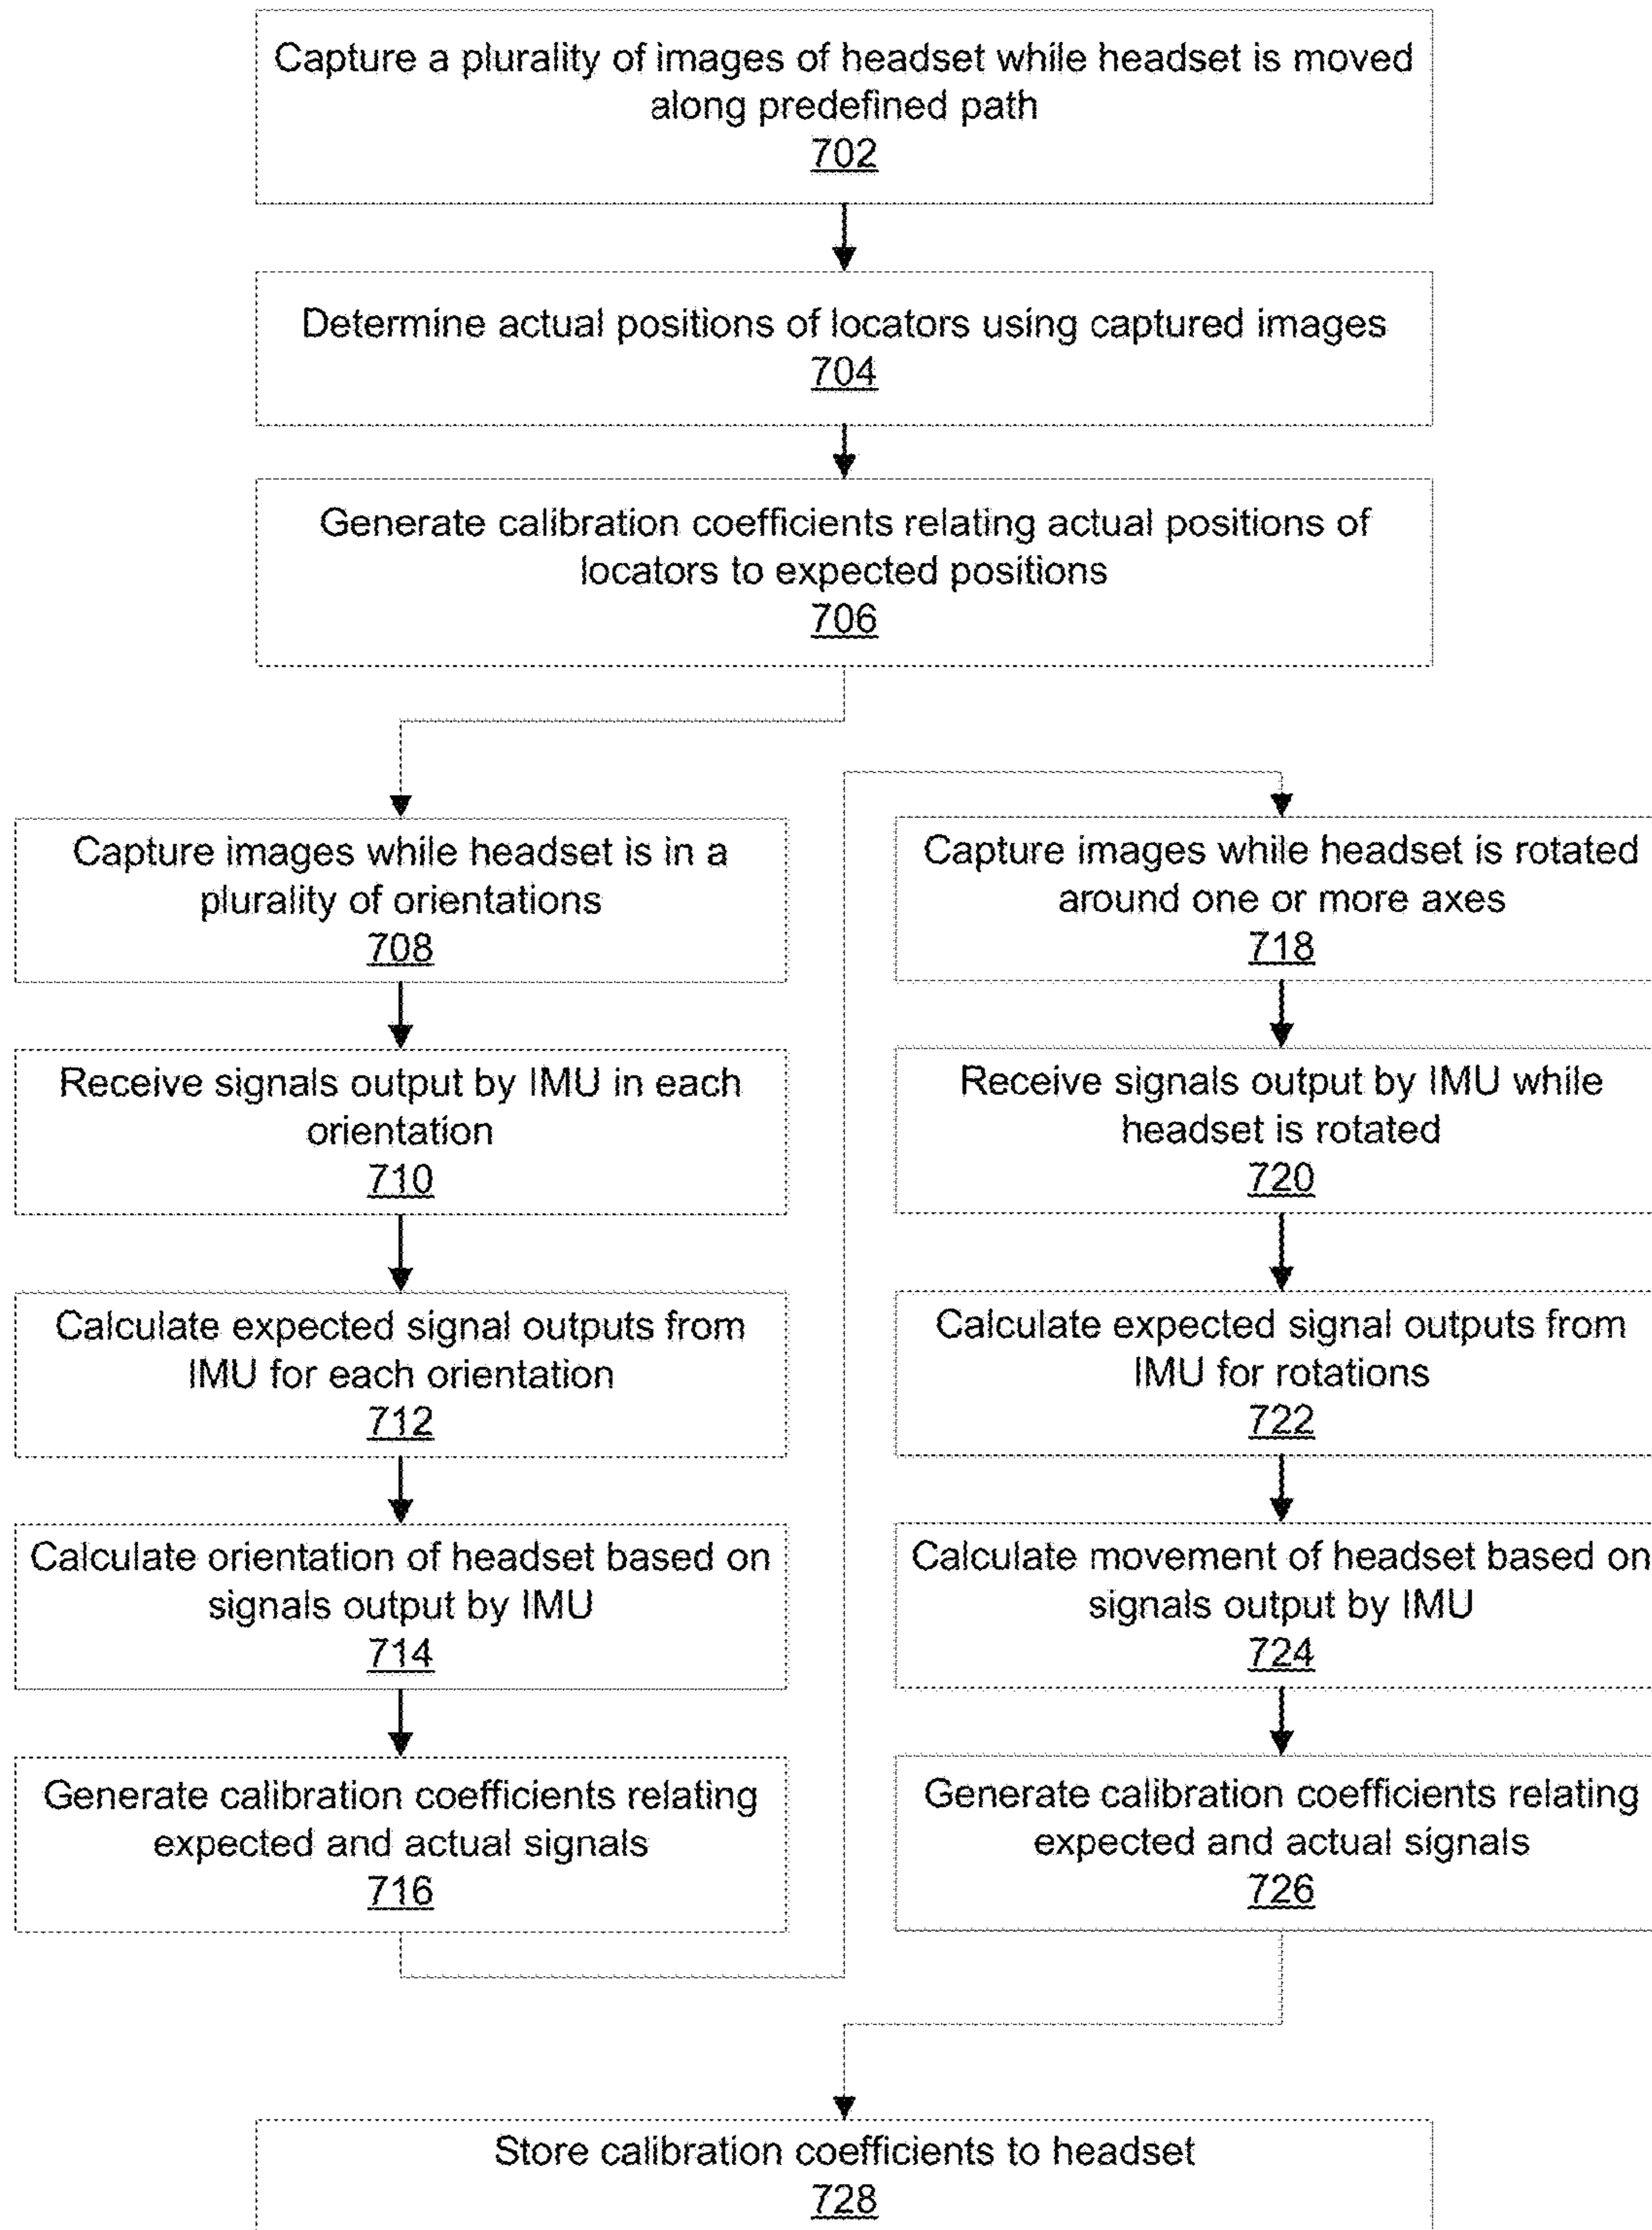 Capture a plurality of images of headset while headset is moved
along predefined path
702
Determine actual positions of locators using captured images
704
Generate calibration coefficients relating actual positions of
locators to expected positions
706
Capture images while headset is in a
plurality of orientations
708
Receive signals output by IMU in each
orientation
710
Calculate expected signal outputs from
IMU for each orientation
712
Calculate orientation of headset based on
signals output by IMU
714
Generate calibration coefficients relating
expected and actual signals
716
Capture images while headset is rotated
around one or more axes
718
Receive signals output by IMU while
headset is rotated
720
Calculate expected signal outputs from
IMU for rotations
722
Calculate movement of headset based on
signals output by IMU
724
Generate calibration coefficients relating
expected and actual signals
726
Store calibration coefficients to headset
728